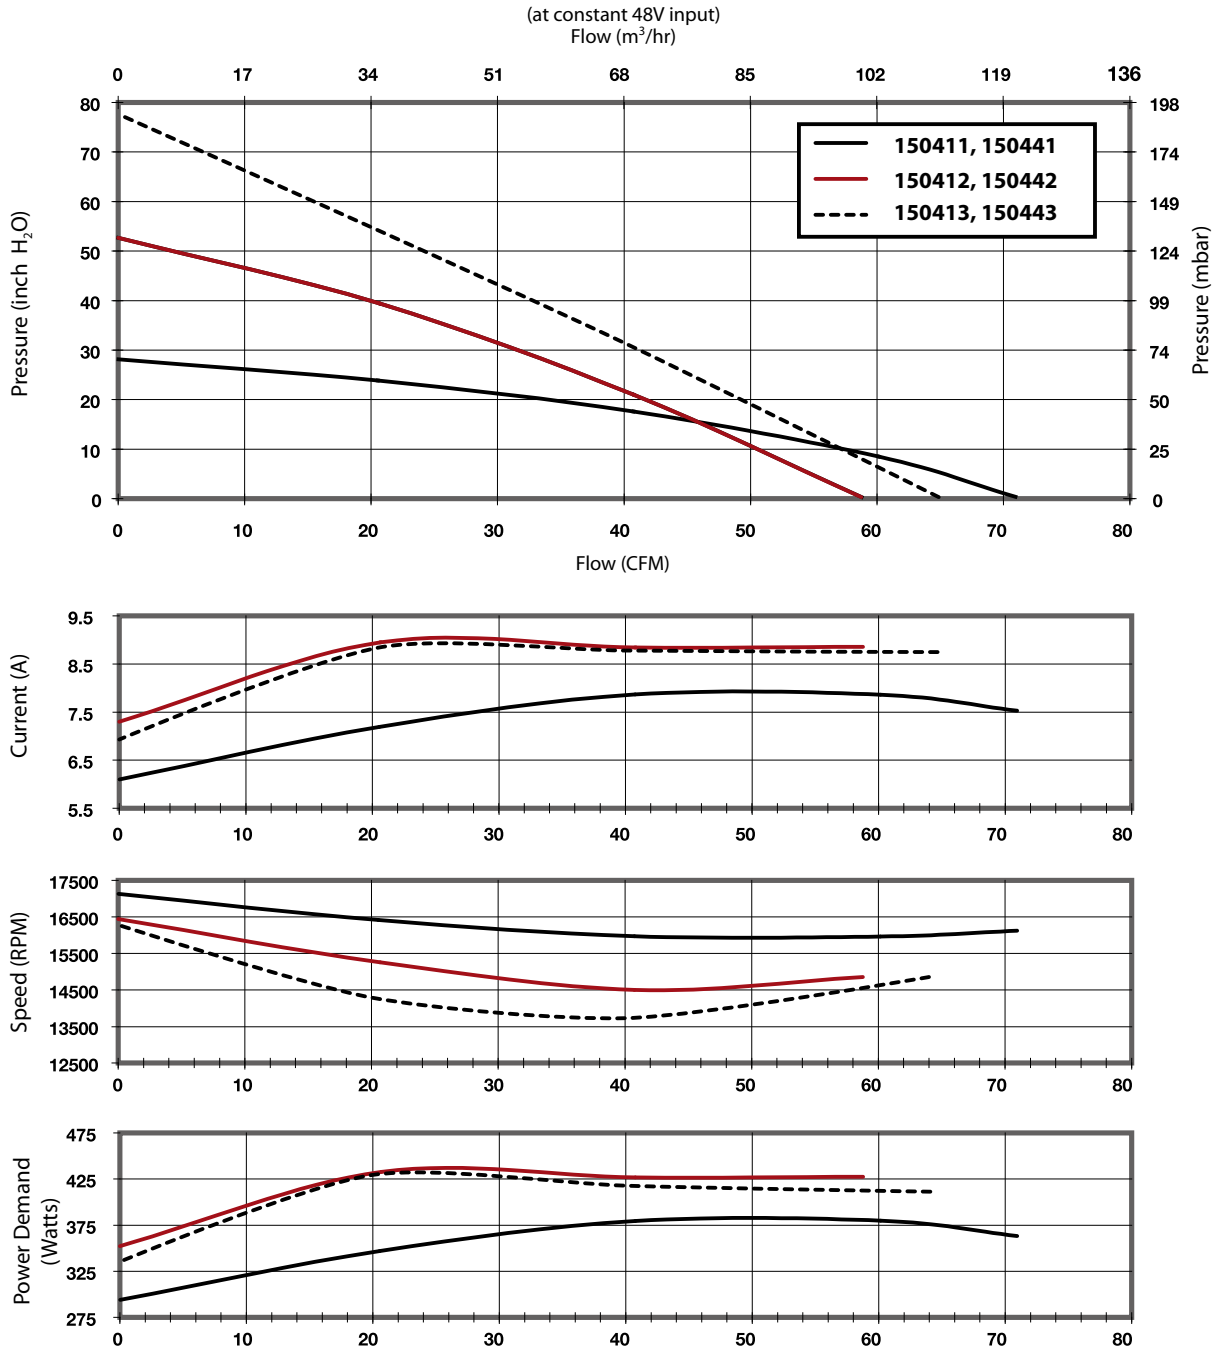 (at constant 48V input)
Flow (m³/hr)
0 17 34 51 68 85 102 119 136
80 198
70 174
60 149
50 124
40 99
30 74
20 50
10 25
0 0
Pressure (inch H₂O)
Pressure (mbar)
150411, 150441
150412, 150442
150413, 150443
0 10 20 30 40 50 60 70 80
Flow (CFM)
9.5
8.5
7.5
6.5
5.5
Current (A)
0 10 20 30 40 50 60 70 80
17500
16500
15500
14500
13500
12500
Speed (RPM)
0 10 20 30 40 50 60 70 80
475
425
375
325
275
Power Demand
(Watts)
0 10 20 30 40 50 60 70 80